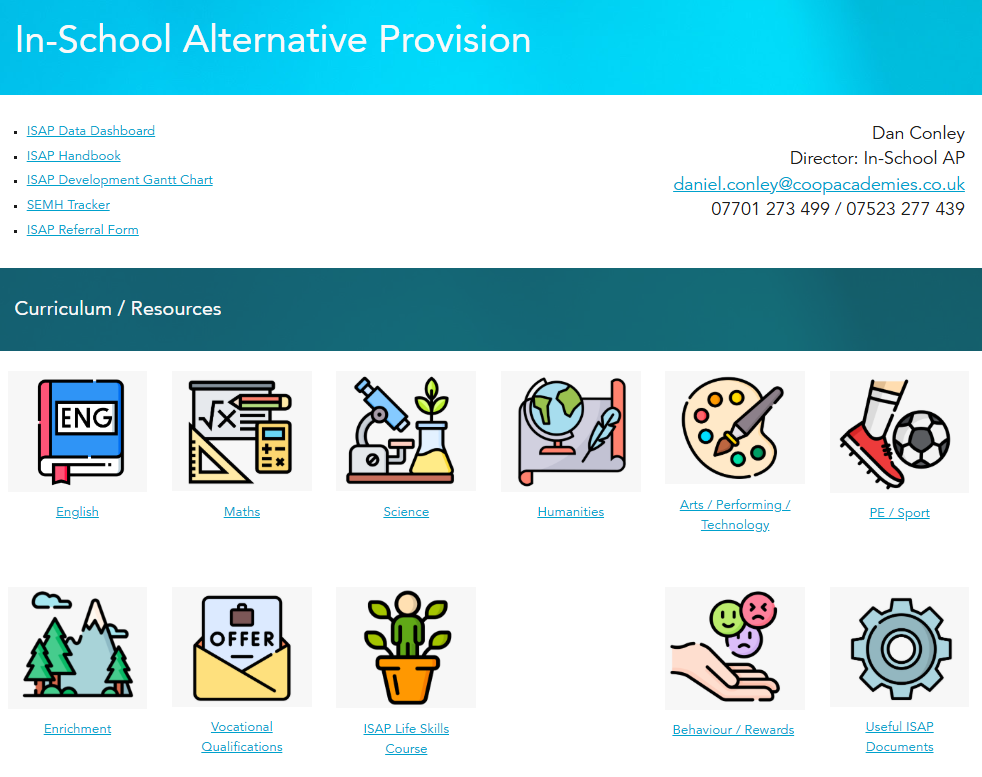 In-School Alternative Provision
ISAP Data Dashboard
ISAP Handbook
ISAP Development Gantt Chart
SEMH Tracker
ISAP Referral Form
Dan Conley
Director: In-School AP
daniel.conley@coopacademies.co.uk
07701 273 499 / 07523 277 439
Curriculum / Resources
ENG
√x
English
Maths
Science
Humanities
Arts / Performing /
Technology
PE / Sport
OFFER
Enrichment
Vocational
Qualifications
ISAP Life Skills
Course
Behaviour / Rewards
Useful ISAP
Documents